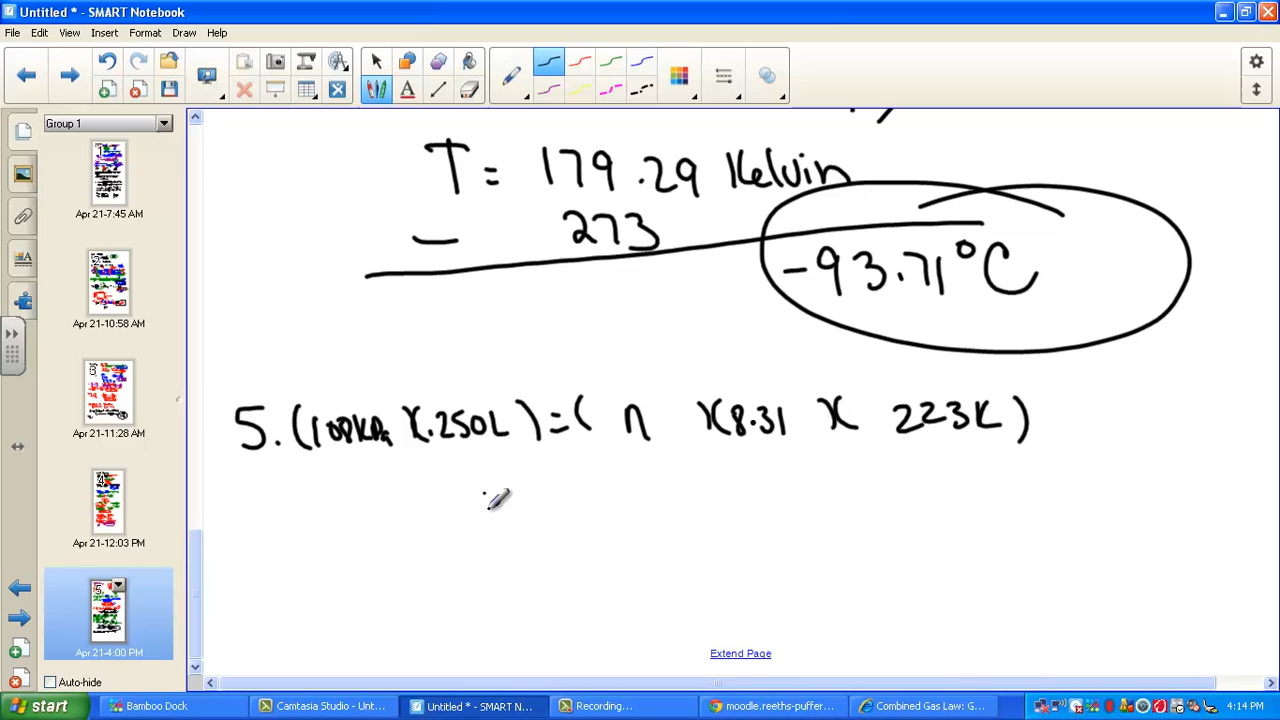 Untitled * - SMART Notebook
File Edit View Insert Format Draw Help
Group 1
Apr 21-7:45 AM
Apr 21-10:58 AM
Apr 21-11:28 AM
Apr 21-12:03 PM
Apr 21-4:00 PM
Auto-hide
T = 179.29 Kelvin
- 273
-93.71°C
5. (108KPa)(.250L) = ( n )(8.31)( 223K )
Extend Page
start
Bamboo Dock
Camtasia Studio - Unt...
Untitled * - SMART N...
Recording...
moodle.reeths-puffer...
Combined Gas Law: G...
4:14 PM